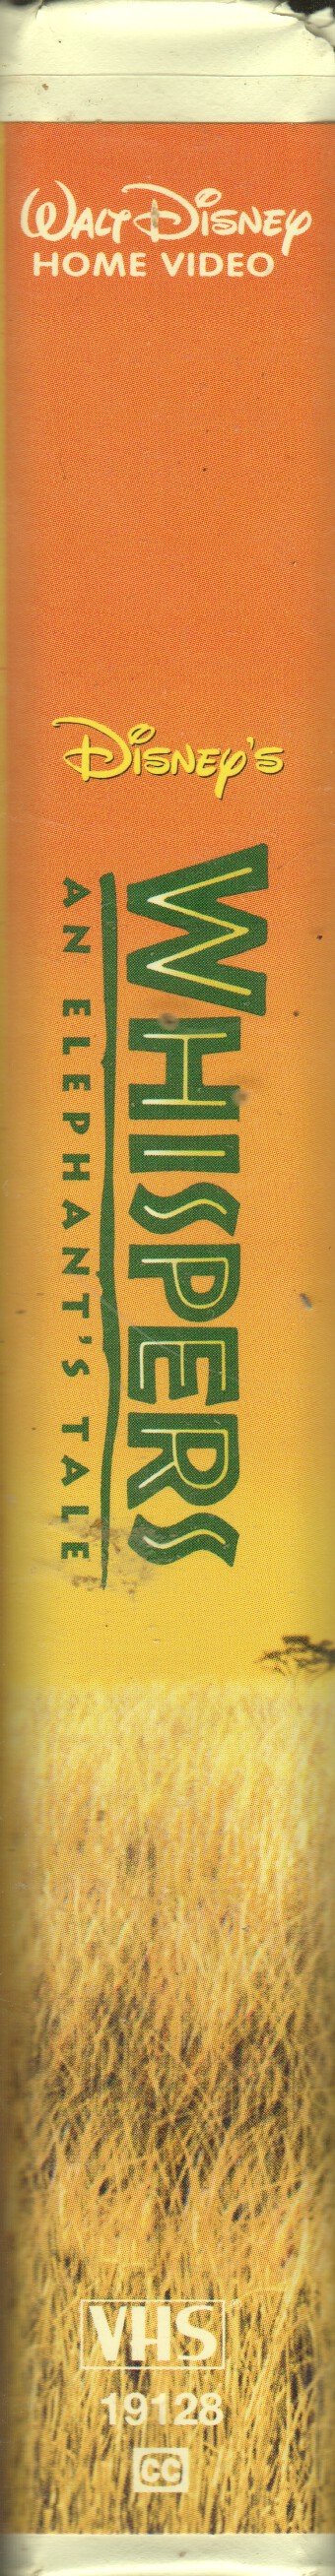 WALT DISNEY
HOME VIDEO
DISNEY'S
WHISPERS
AN ELEPHANT'S TALE
VHS
19128
CC